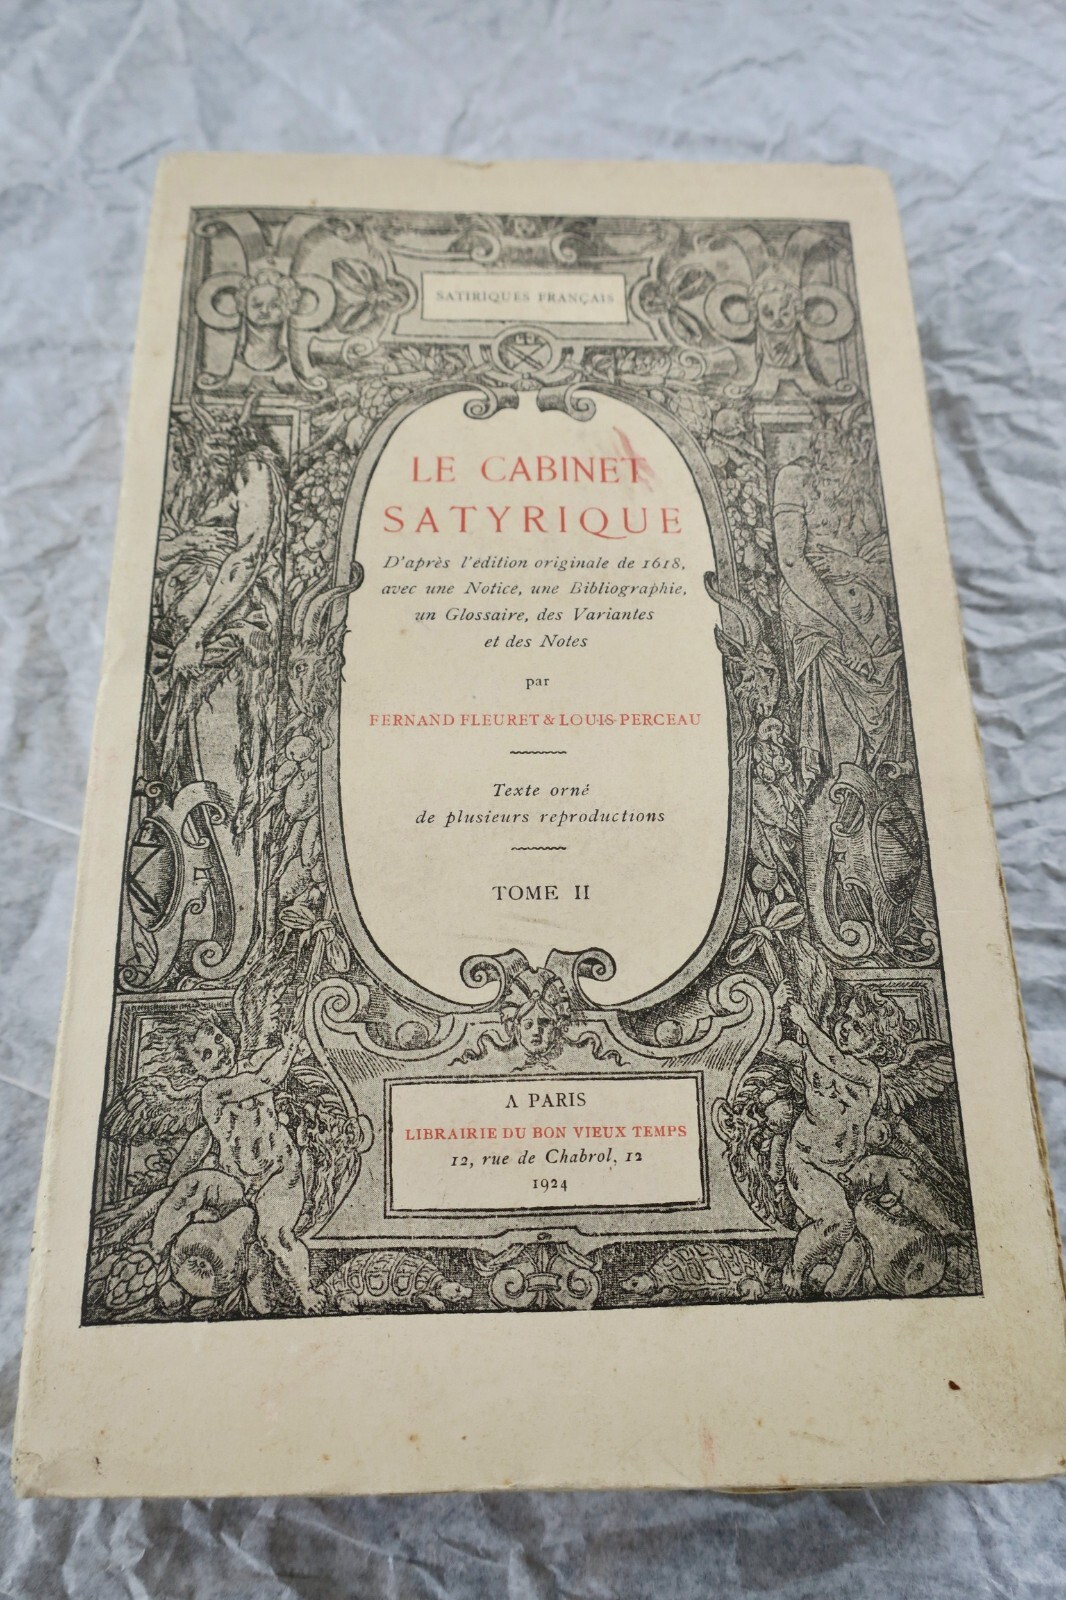 SATIRIQUES FRANÇAIS
LE CABINET
SATYRIQUE
D'après l'édition originale de 1618,
avec une Notice, une Bibliographie,
un Glossaire, des Variantes
et des Notes
par
FERNAND FLEURET & LOUIS PERCEAU
Texte orné
de plusieurs reproductions
TOME II
A PARIS
LIBRAIRIE DU BON VIEUX TEMPS
12, rue de Chabrol, 12
1924